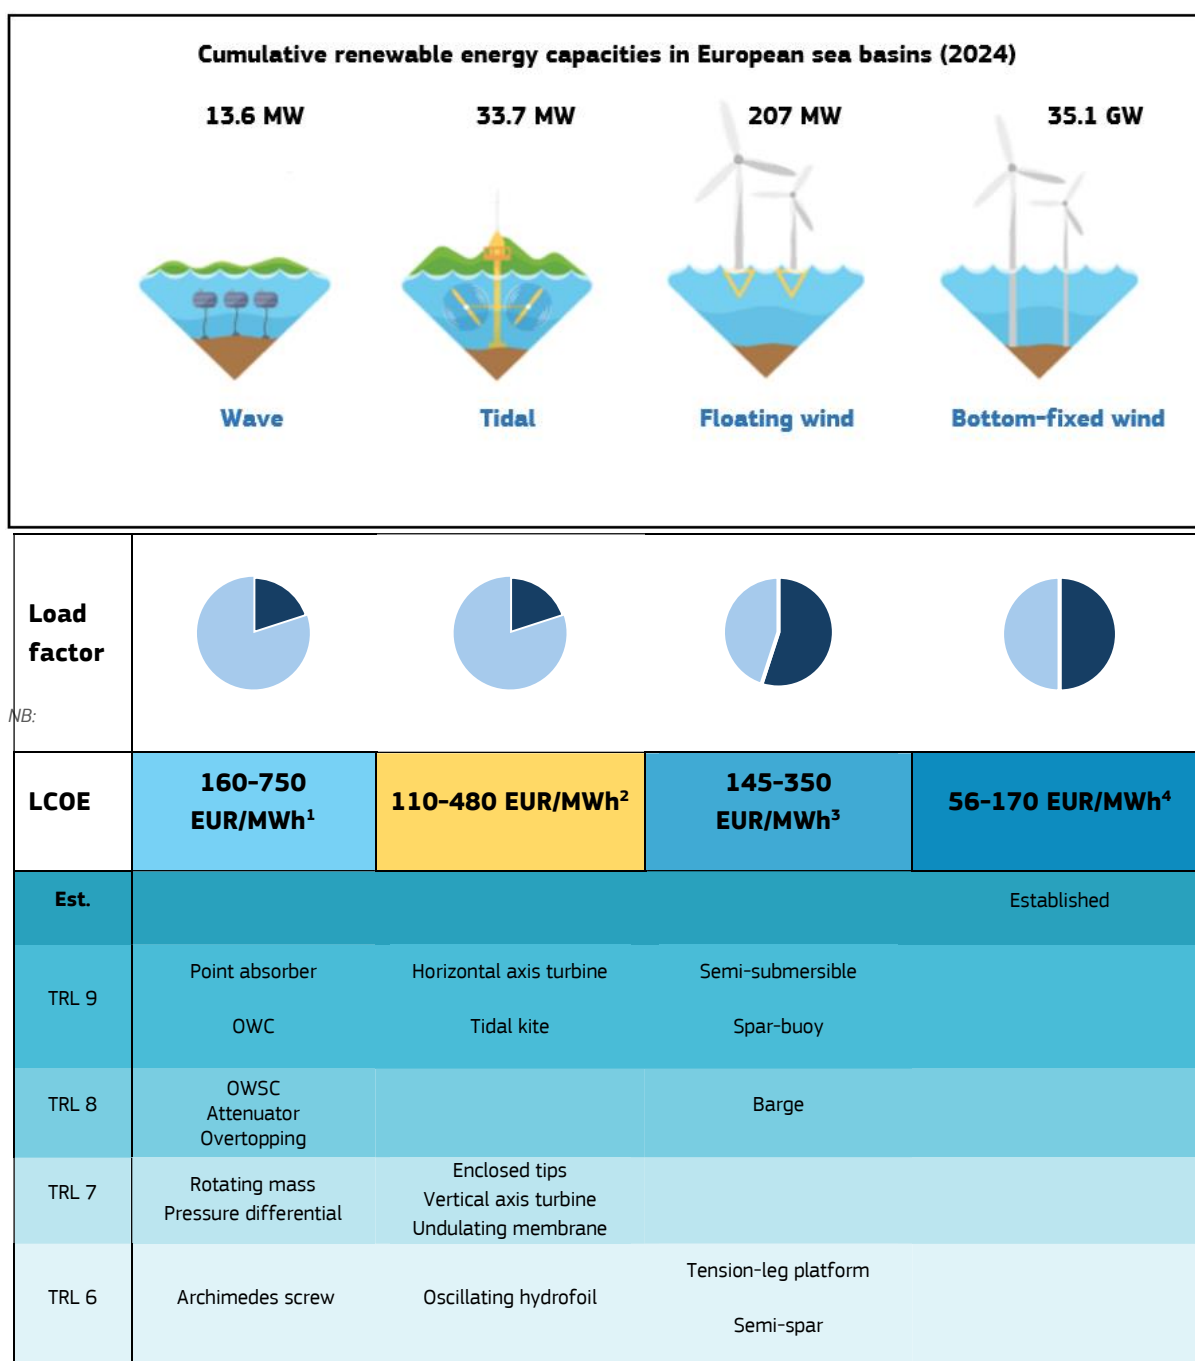 Cumulative renewable energy capacities in European sea basins (2024)
13.6 MW 33.7 MW 207 MW 35.1 GW
Wave Tidal Floating wind Bottom-fixed wind
Load
factor
NB:
LCOE
160-750
EUR/MWh¹
110-480 EUR/MWh²
145-350
EUR/MWh³
56-170 EUR/MWh⁴
Est.
Established
TRL 9
Point absorber
OWC
Horizontal axis turbine
Tidal kite
Semi-submersible
Spar-buoy
TRL 8
OWSC
Attenuator
Overtopping
Barge
TRL 7
Rotating mass
Pressure differential
Enclosed tips
Vertical axis turbine
Undulating membrane
TRL 6
Archimedes screw
Oscillating hydrofoil
Tension-leg platform
Semi-spar